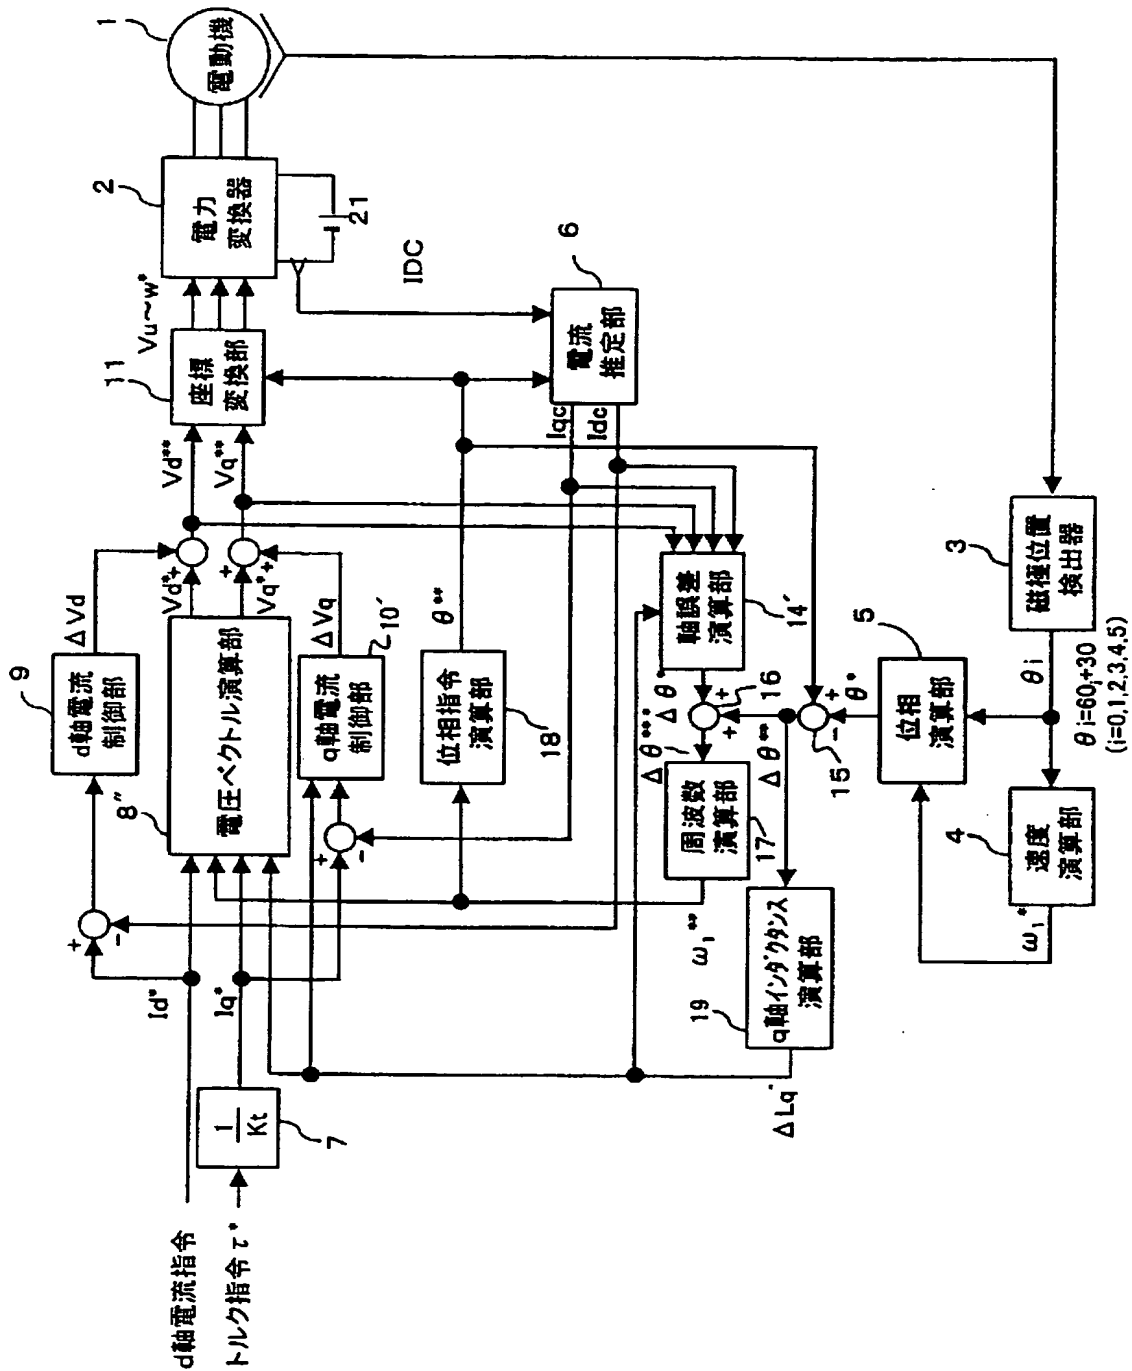 d軸電流指令
トルク指令τ*
1
Kt
7
Id*
Iq*
+
-
9
d軸電流
制御部
ΔVd
8″
電圧ベクトル演算部
Vd*
+
Vq*
+
+
ΔVq
q軸電流
制御部
10′
+
-
Vd**
Vq**
11
座標
変換部
Vu~w*
2
電力
変換器
21
IDC
1
電動機
6
電流
推定部
Iqc
Idc
θ**
位相指令
演算部
18
軸誤差
演算部
14′
Δθ*
+
+
16
Δθ***
周波数
演算部
17
ω1**
Δθ**
+
-
15
θ*
19
q軸インダクタンス
演算部
ΔLq*
5
位相
演算部
3
磁極位置
検出器
θi
θi=60i+30
(i=0,1,2,3,4,5)
4
速度
演算部
ω1*